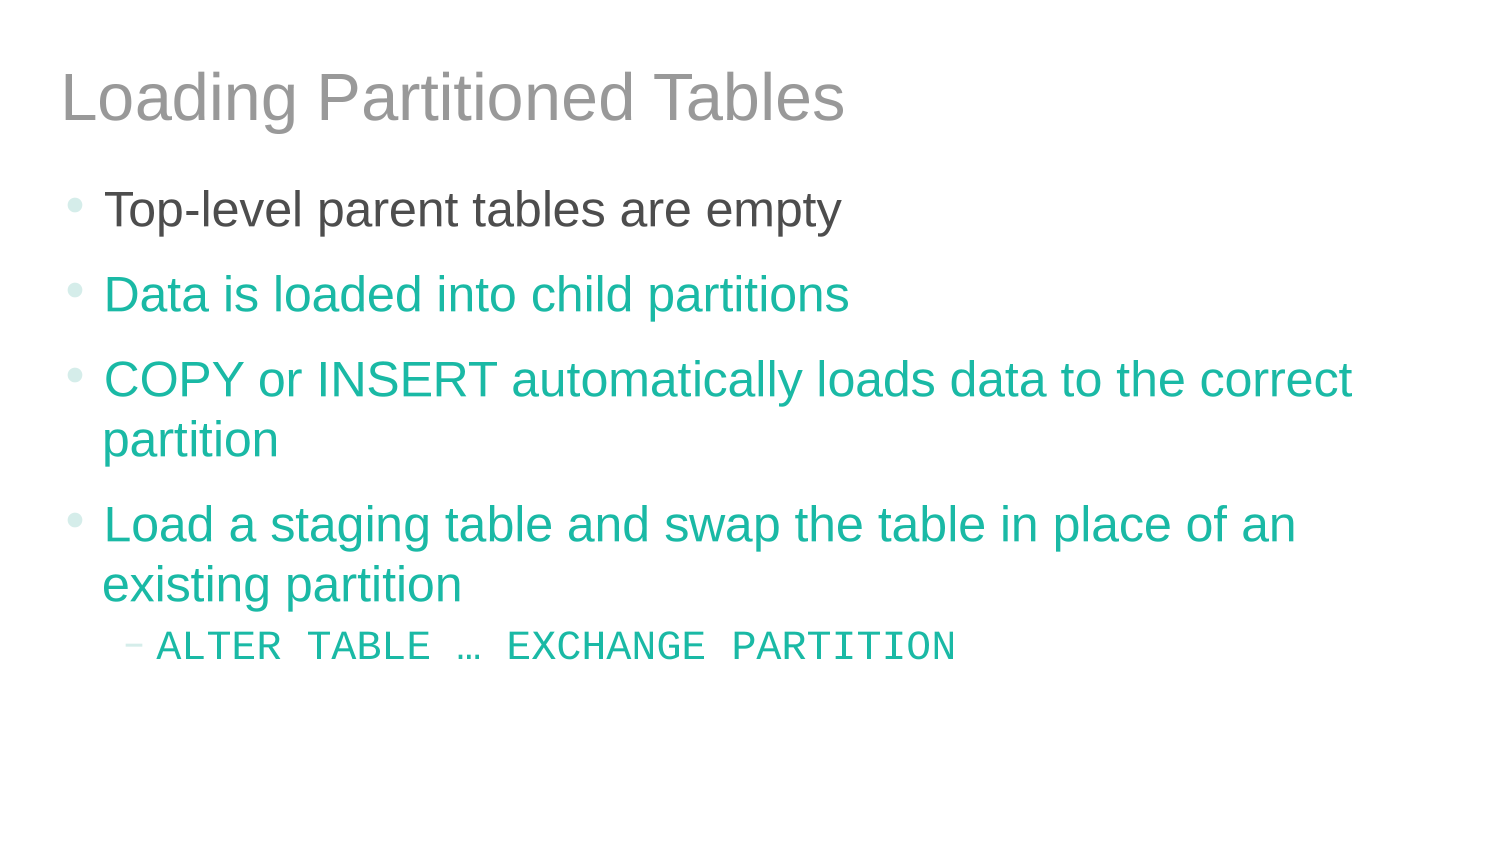 Loading Partitioned Tables
• Top-level parent tables are empty
• Data is loaded into child partitions
• COPY or INSERT automatically loads data to the correct
partition
• Load a staging table and swap the table in place of an
existing partition
– ALTER TABLE … EXCHANGE PARTITION